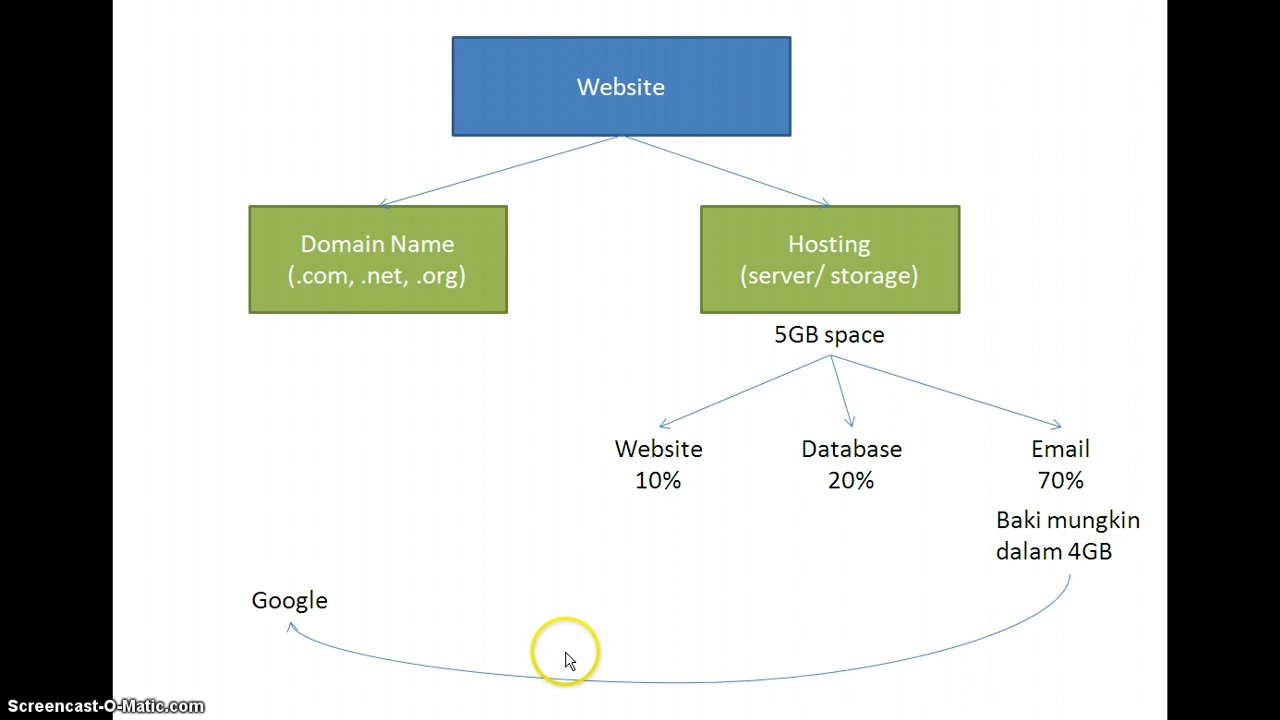 Website
Domain Name
(.com, .net, .org)
Hosting
(server/ storage)
5GB space
Website
10%
Database
20%
Email
70%
Baki mungkin
dalam 4GB
Google
Screencast-O-Matic.com